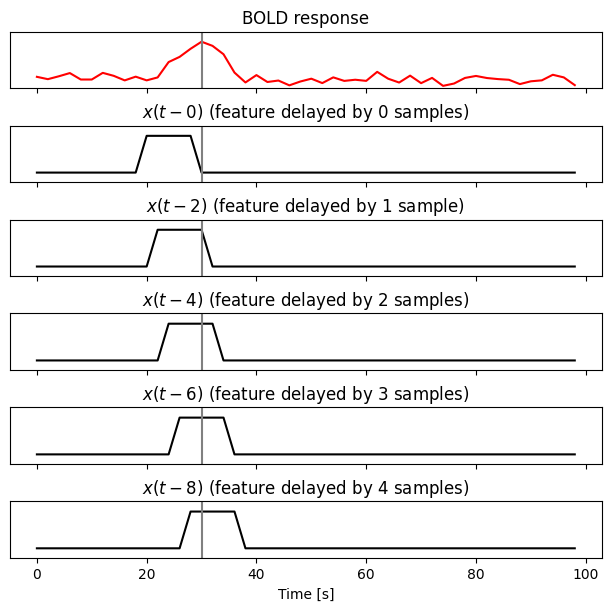 BOLD response
x(t − 0) (feature delayed by 0 samples)
x(t − 2) (feature delayed by 1 sample)
x(t − 4) (feature delayed by 2 samples)
x(t − 6) (feature delayed by 3 samples)
x(t − 8) (feature delayed by 4 samples)
0 20 40 60 80 100
Time [s]